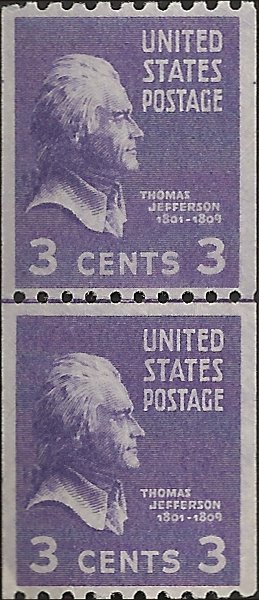 UNITED
STATES
POSTAGE
THOMAS
JEFFERSON
1801-1809
3 CENTS 3
UNITED
STATES
POSTAGE
THOMAS
JEFFERSON
1801-1809
3 CENTS 3